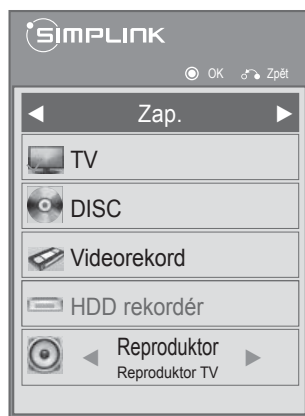 SIMPLINK
OK Zpět
Zap.
TV
DISC
Videorekord
HDD rekordér
Reproduktor
Reproduktor TV